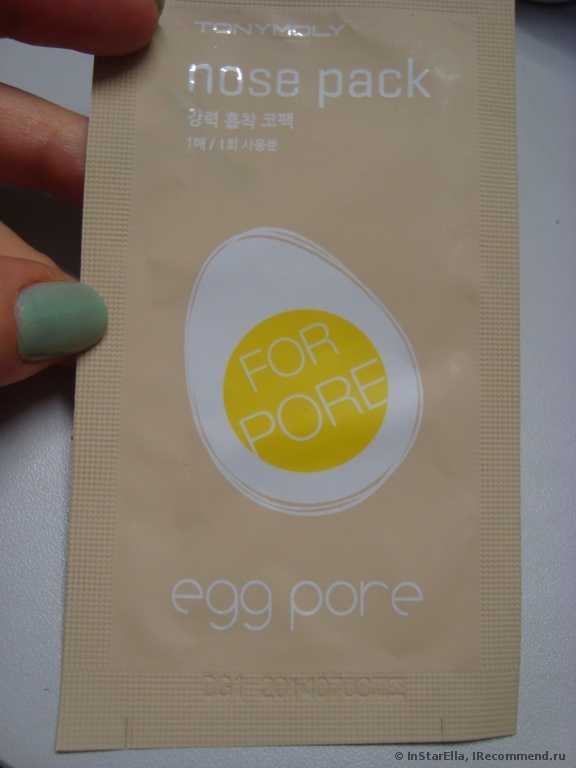 TONYMOLY
nose pack
강력 흡착 코팩
1매 / 1회 사용분
FOR
PORE
egg pore
© InStarElla, IRecommend.ru